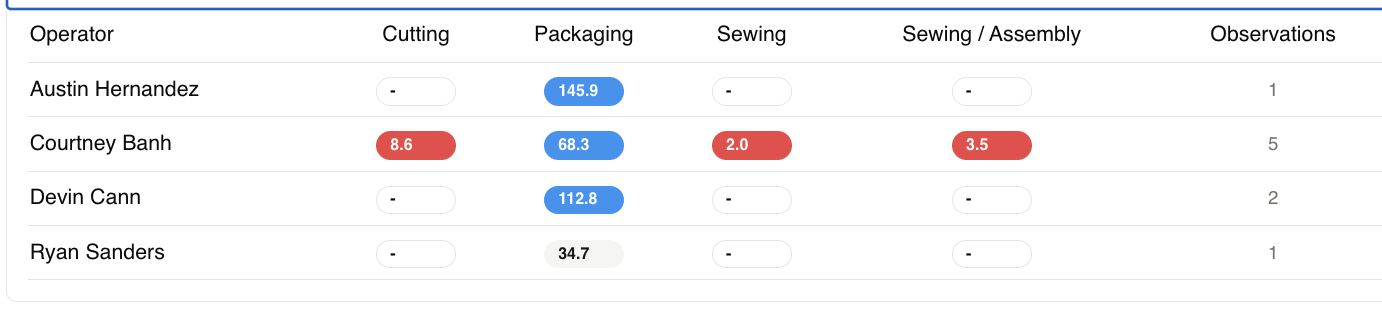 Operator Cutting Packaging Sewing Sewing / Assembly Observations
Austin Hernandez - 145.9 - - 1
Courtney Banh 8.6 68.3 2.0 3.5 5
Devin Cann - 112.8 - - 2
Ryan Sanders - 34.7 - - 1